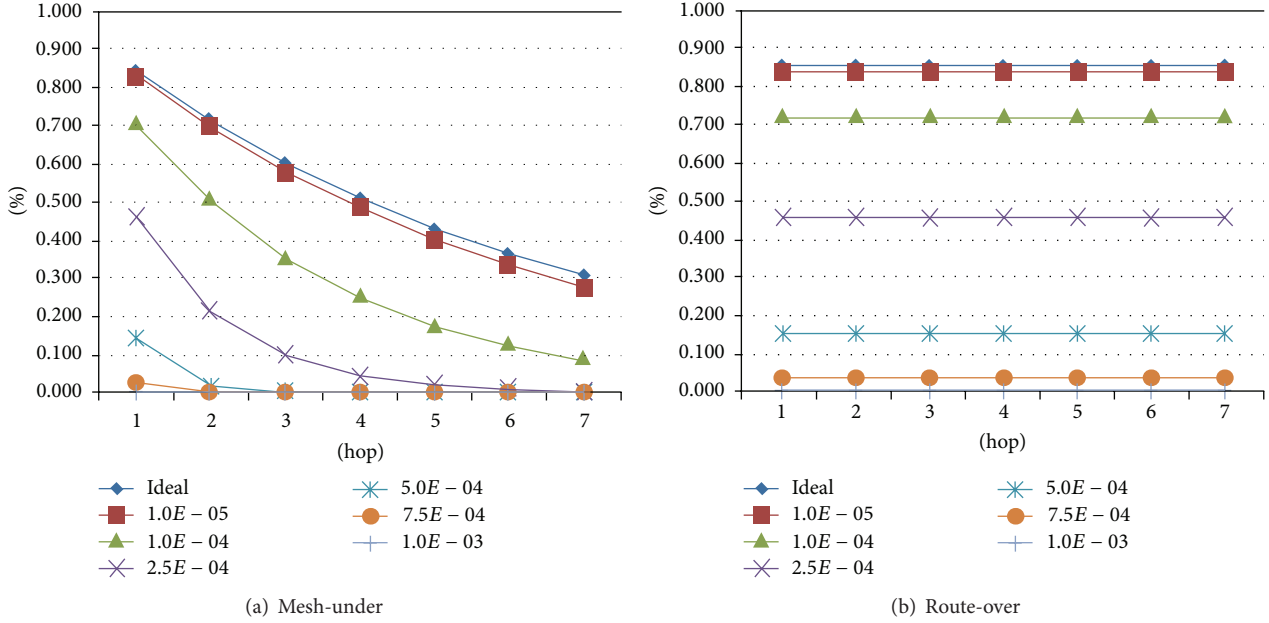 1.000
0.900
0.800
0.700
0.600
0.500
0.400
0.300
0.200
0.100
0.000
(%)
1 2 3 4 5 6 7
(hop)
Ideal
1.0E − 05
1.0E − 04
2.5E − 04
5.0E − 04
7.5E − 04
1.0E − 03
(a) Mesh-under
1.000
0.900
0.800
0.700
0.600
0.500
0.400
0.300
0.200
0.100
0.000
(%)
1 2 3 4 5 6 7
(hop)
Ideal
1.0E − 05
1.0E − 04
2.5E − 04
5.0E − 04
7.5E − 04
1.0E − 03
(b) Route-over